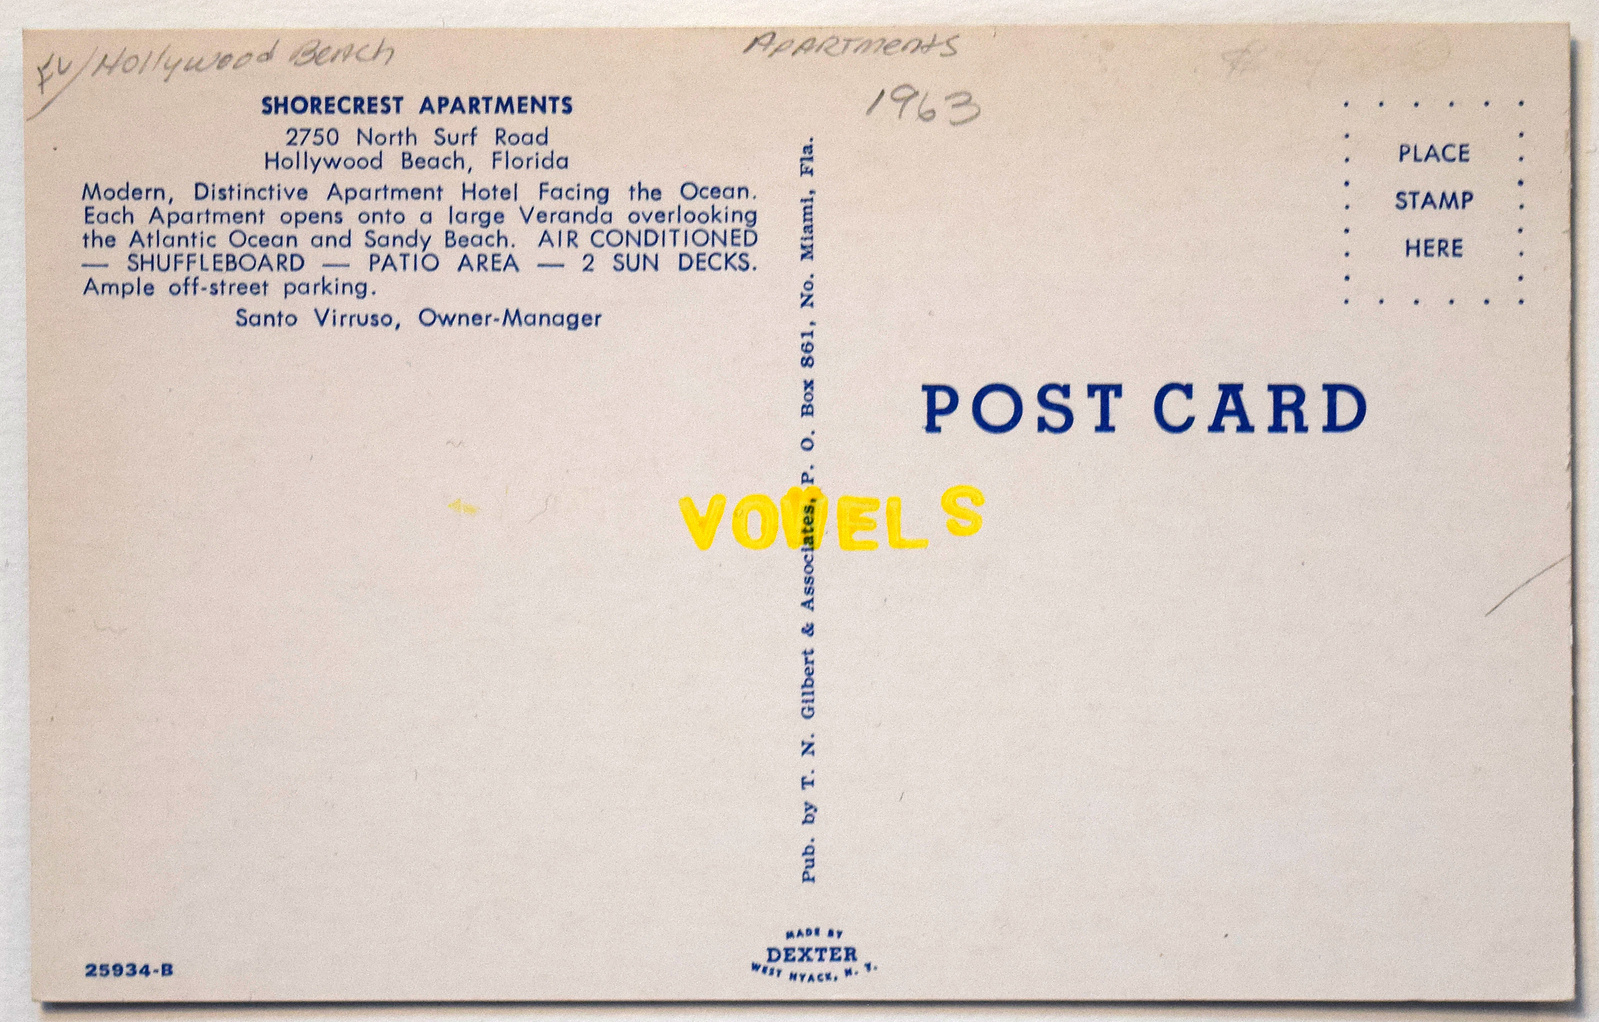 FL/Hollywood Beach
Apartments
1963
SHORECREST APARTMENTS
2750 North Surf Road
Hollywood Beach, Florida
Modern, Distinctive Apartment Hotel Facing the Ocean.
Each Apartment opens onto a large Veranda overlooking
the Atlantic Ocean and Sandy Beach. AIR CONDITIONED
— SHUFFLEBOARD — PATIO AREA — 2 SUN DECKS.
Ample off-street parking.
Santo Virruso, Owner-Manager
Pub. by T. N. Gilbert & Associates, P. O. Box 861, No. Miami, Fla.
PLACE
STAMP
HERE
POST CARD
VOWELS
25934-B
MADE BY
DEXTER
WEST NYACK, N. Y.